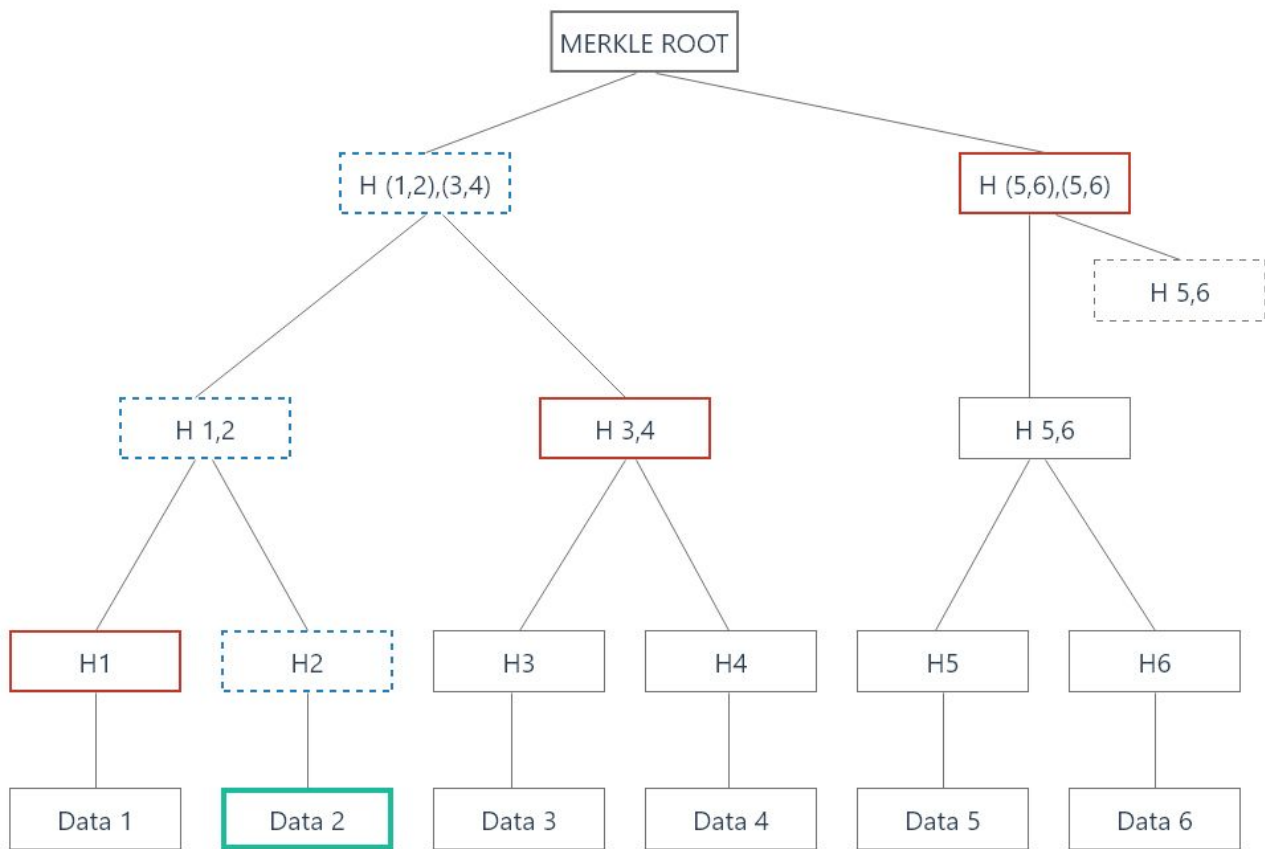 MERKLE ROOT
H (1,2),(3,4)
H (5,6),(5,6)
H 5,6
H 1,2
H 3,4
H 5,6
H1
H2
H3
H4
H5
H6
Data 1
Data 2
Data 3
Data 4
Data 5
Data 6